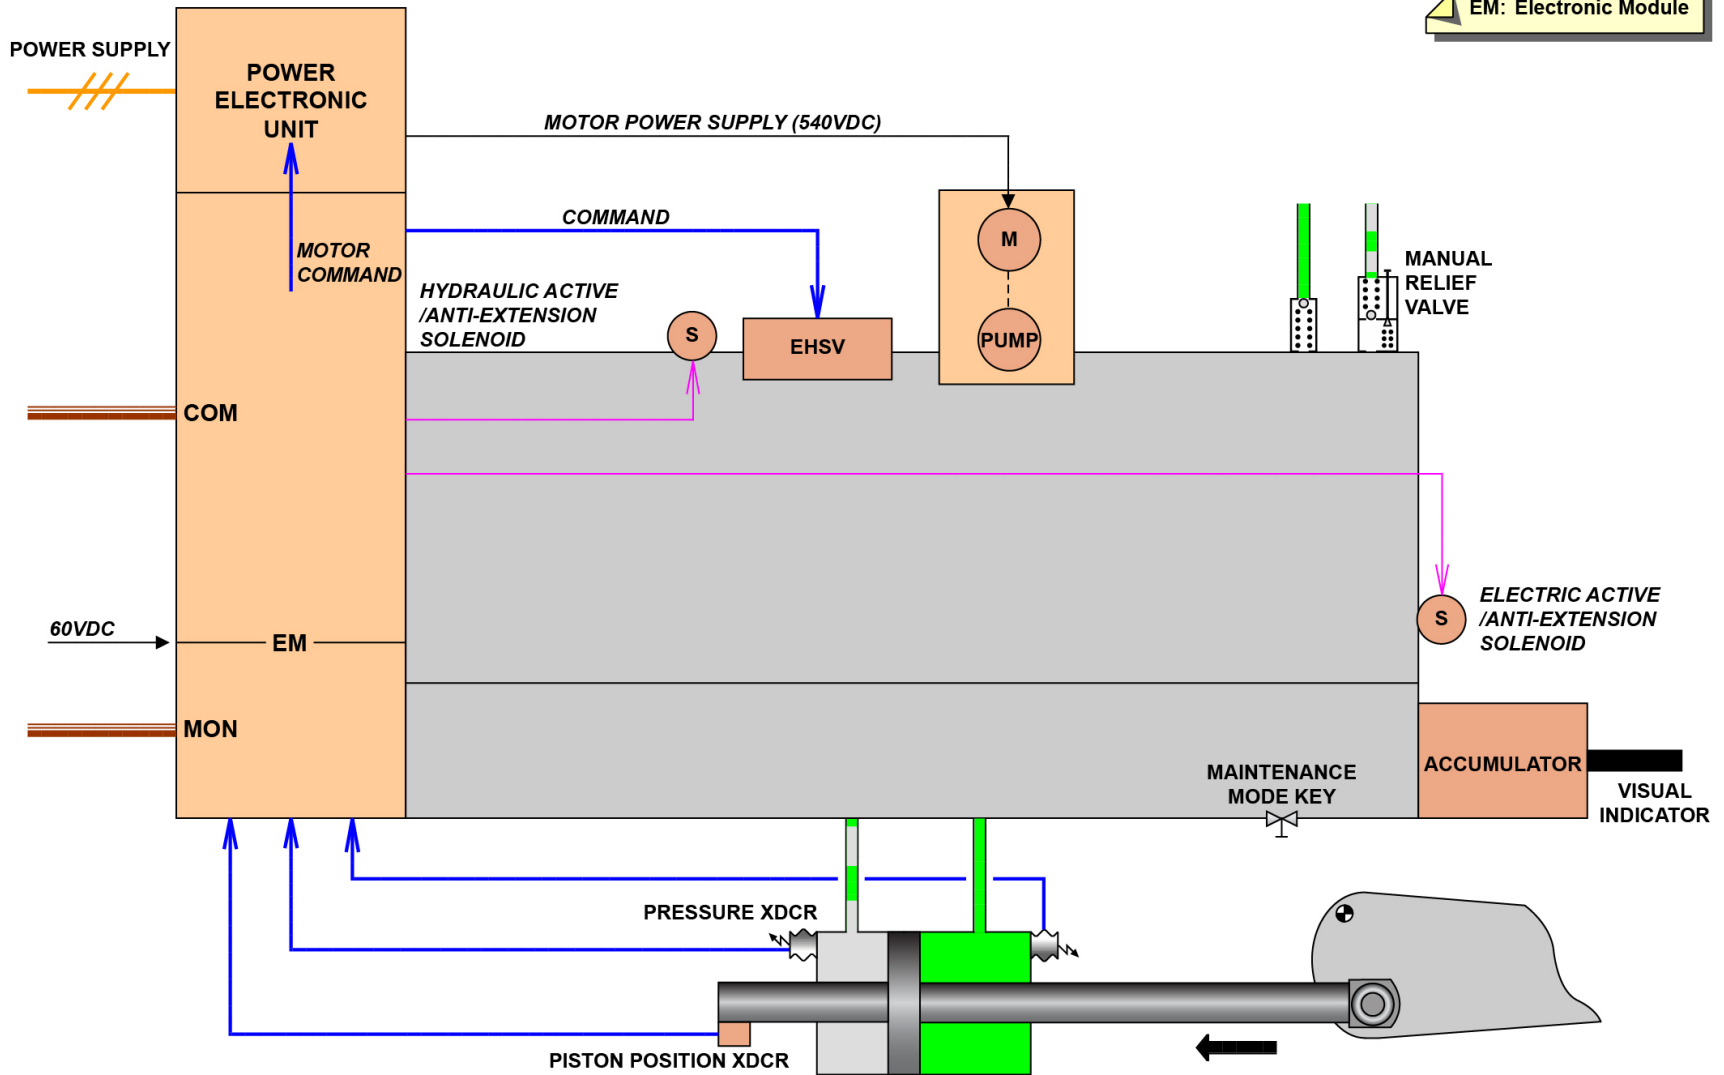 EM: Electronic Module
POWER SUPPLY
POWER
ELECTRONIC
UNIT
MOTOR POWER SUPPLY (540VDC)
COMMAND
M
MOTOR
COMMAND
MANUAL
RELIEF
VALVE
HYDRAULIC ACTIVE
/ANTI-EXTENSION
SOLENOID
S
EHSV
PUMP
COM
ELECTRIC ACTIVE
/ANTI-EXTENSION
SOLENOID
S
60VDC
EM
MON
ACCUMULATOR
MAINTENANCE
MODE KEY
VISUAL
INDICATOR
PRESSURE XDCR
PISTON POSITION XDCR